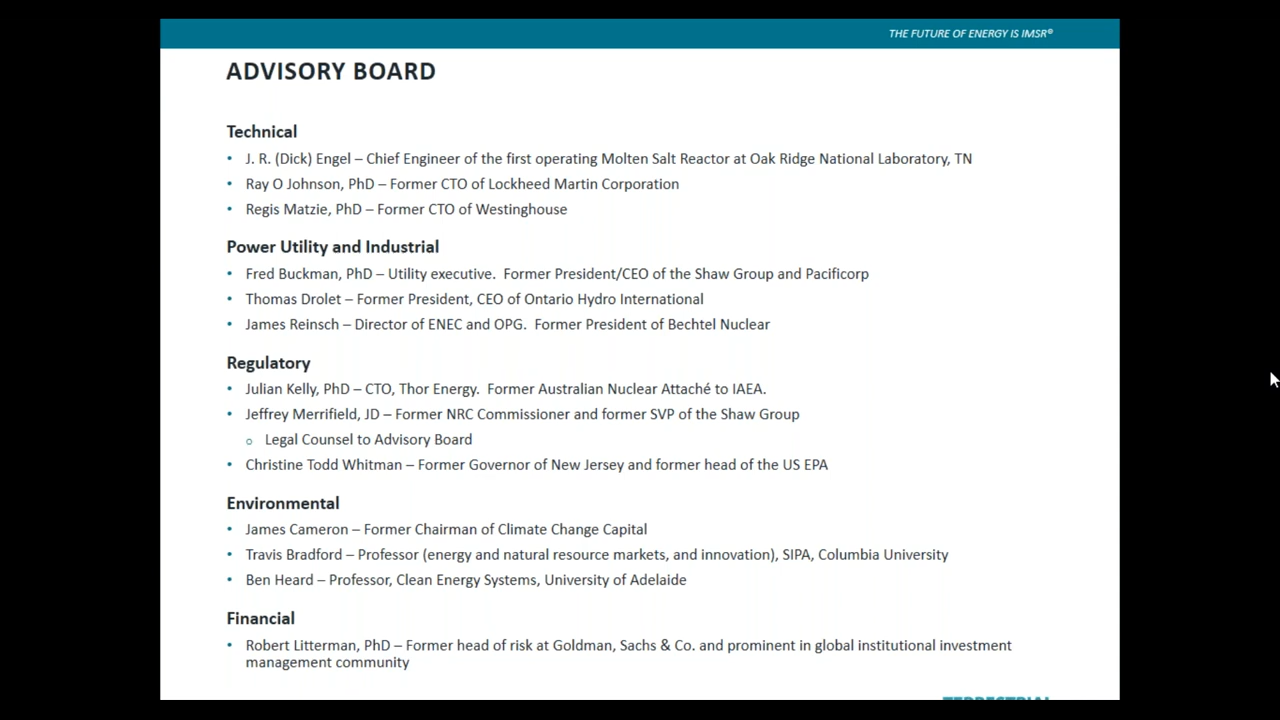 THE FUTURE OF ENERGY IS IMSR®
ADVISORY BOARD
Technical
• J. R. (Dick) Engel – Chief Engineer of the first operating Molten Salt Reactor at Oak Ridge National Laboratory, TN
• Ray O Johnson, PhD – Former CTO of Lockheed Martin Corporation
• Regis Matzie, PhD – Former CTO of Westinghouse
Power Utility and Industrial
• Fred Buckman, PhD – Utility executive.  Former President/CEO of the Shaw Group and Pacificorp
• Thomas Drolet – Former President, CEO of Ontario Hydro International
• James Reinsch – Director of ENEC and OPG.  Former President of Bechtel Nuclear
Regulatory
• Julian Kelly, PhD – CTO, Thor Energy.  Former Australian Nuclear Attaché to IAEA.
• Jeffrey Merrifield, JD – Former NRC Commissioner and former SVP of the Shaw Group
o Legal Counsel to Advisory Board
• Christine Todd Whitman – Former Governor of New Jersey and former head of the US EPA
Environmental
• James Cameron – Former Chairman of Climate Change Capital
• Travis Bradford – Professor (energy and natural resource markets, and innovation), SIPA, Columbia University
• Ben Heard – Professor, Clean Energy Systems, University of Adelaide
Financial
• Robert Litterman, PhD – Former head of risk at Goldman, Sachs & Co. and prominent in global institutional investment
management community
TERRESTRIAL